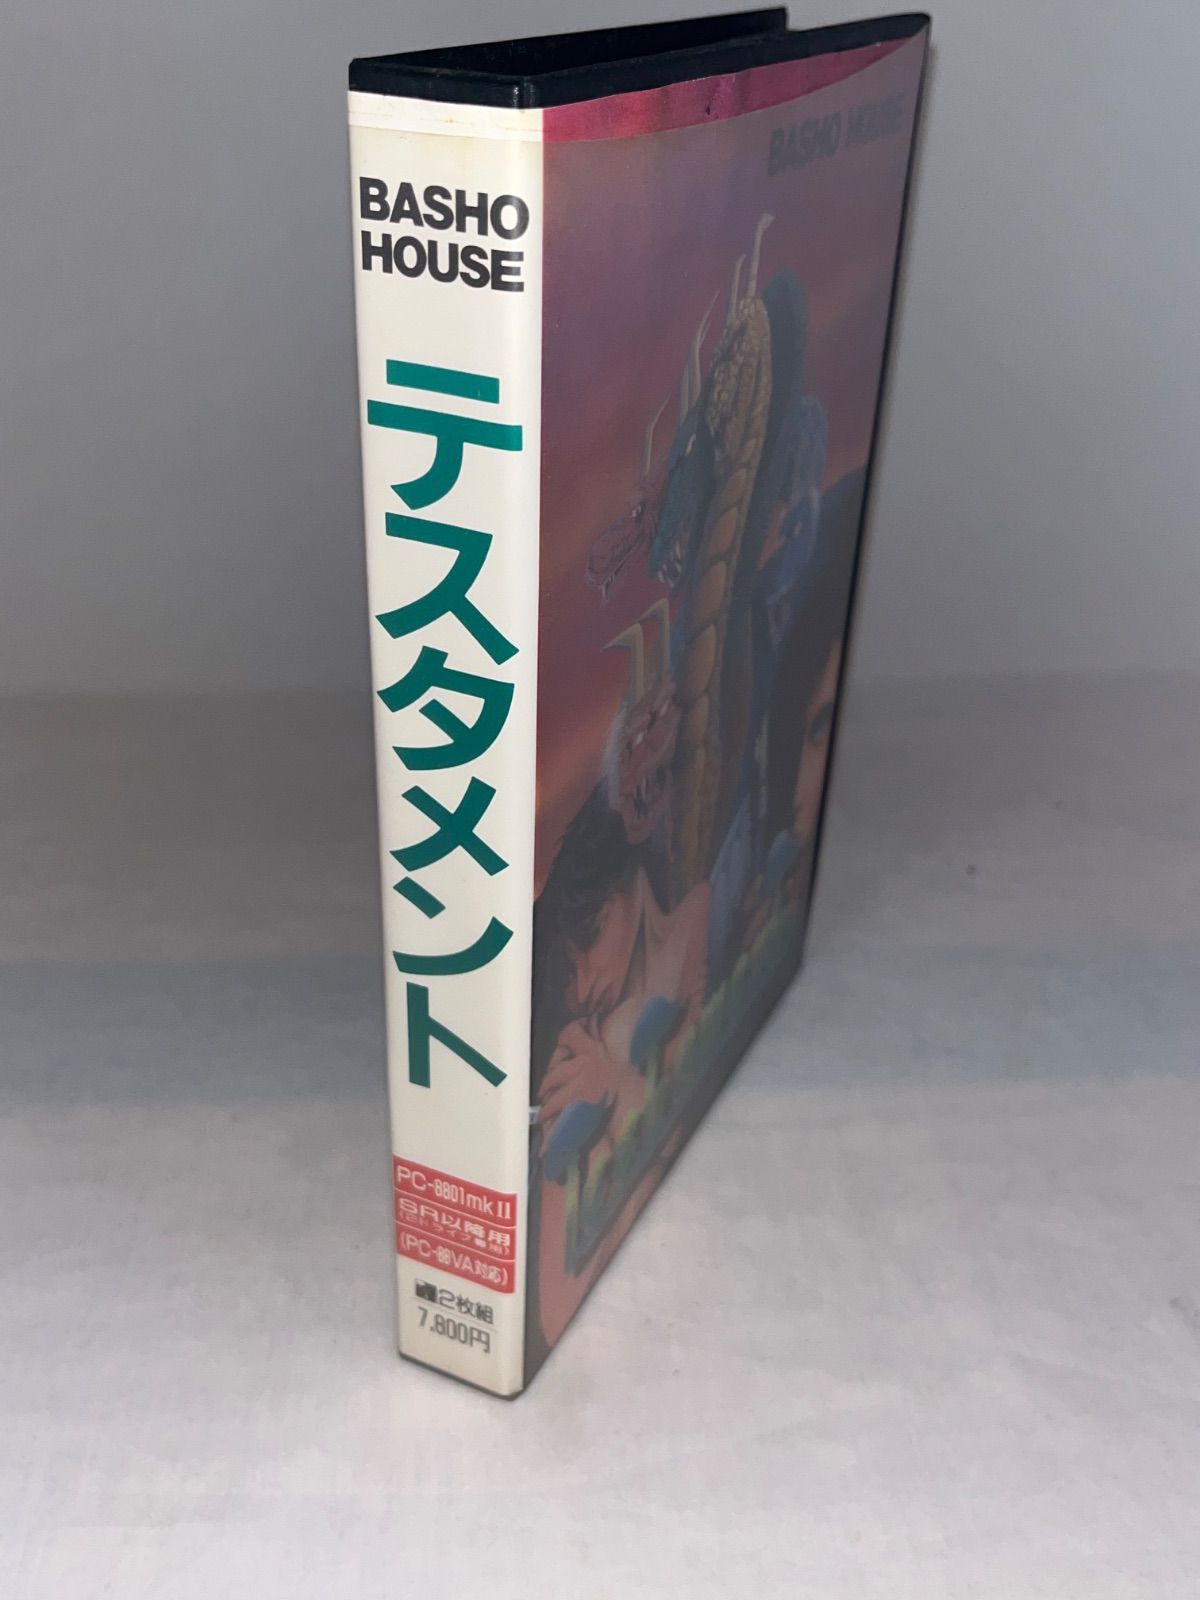 BASHO
HOUSE
テスタメント
PC-8801mkII
SR以降用
(2ドライブ専用)
(PC-88VA対応)
2枚組
7,800円
BASHO HOUSE